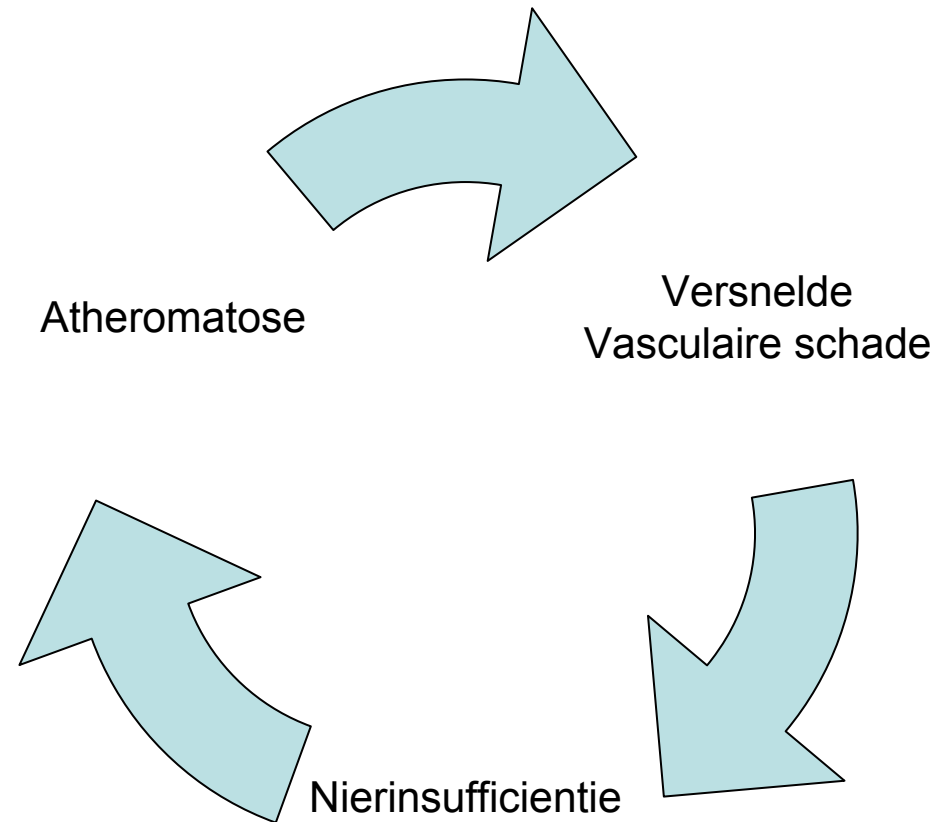 Atheromatose
Versnelde
Vasculaire schade
Nierinsufficientie